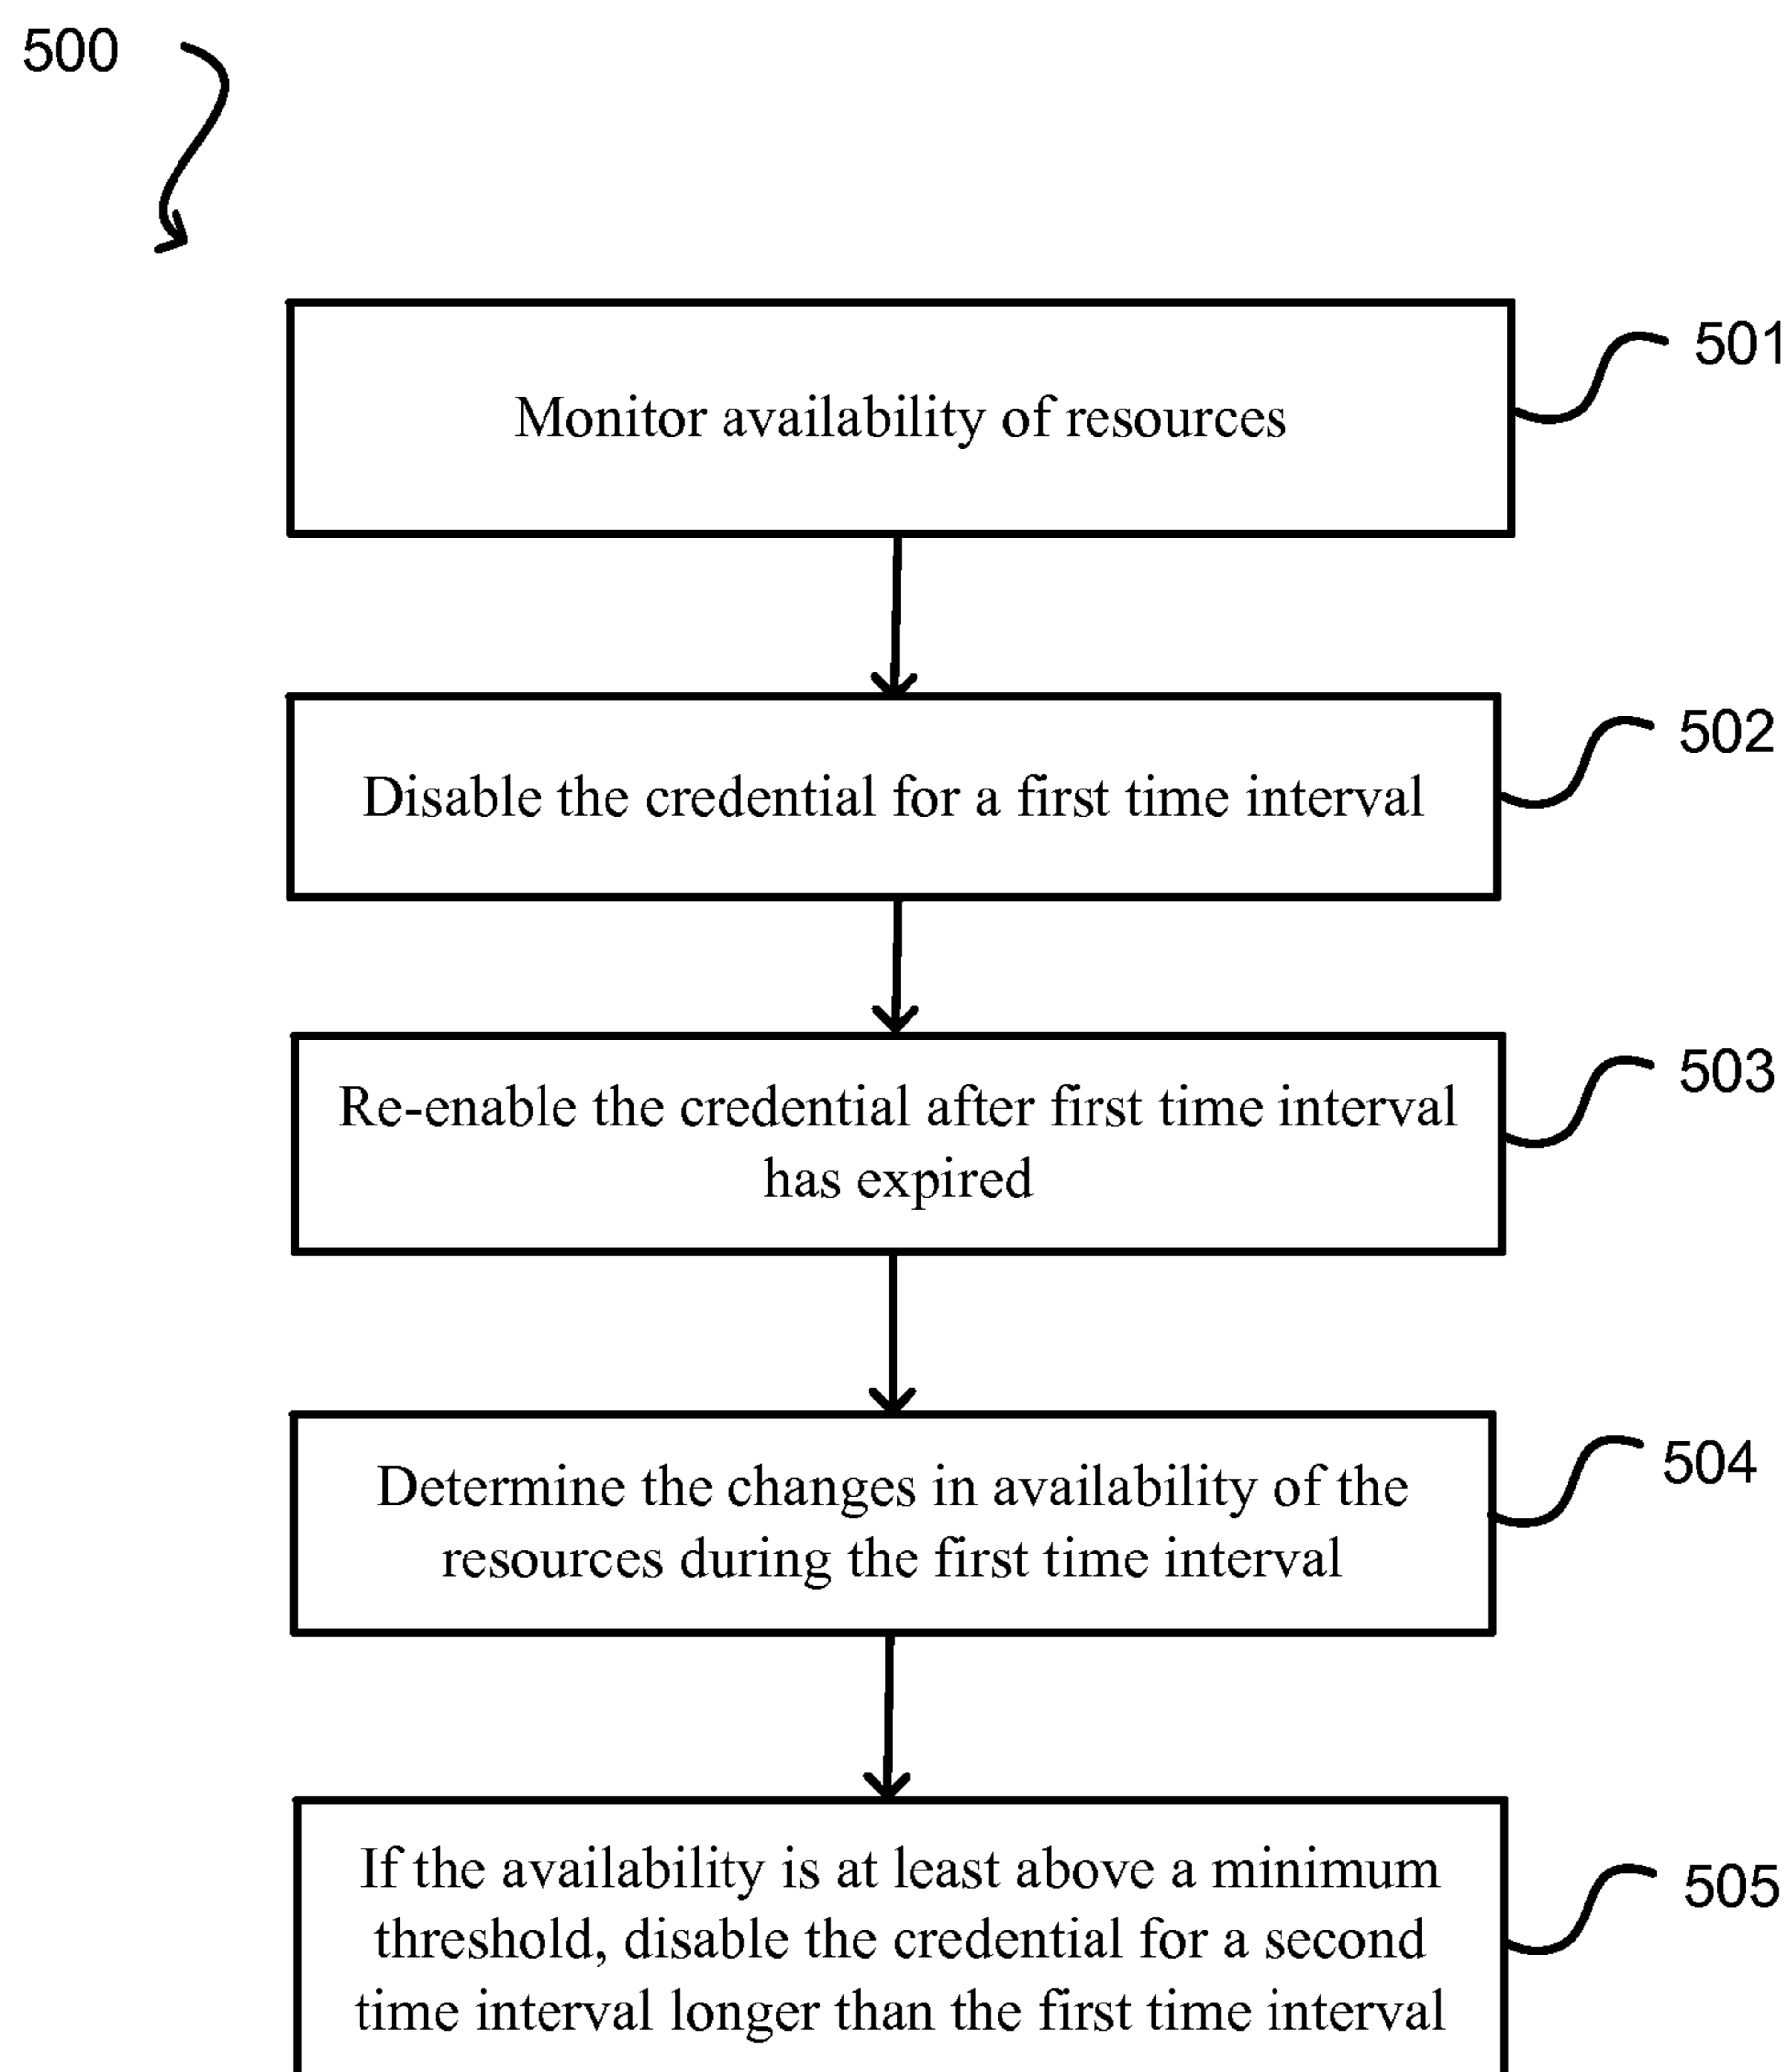 500
Monitor availability of resources
501
Disable the credential for a first time interval
502
Re-enable the credential after first time interval
has expired
503
Determine the changes in availability of the
resources during the first time interval
504
If the availability is at least above a minimum
threshold, disable the credential for a second
time interval longer than the first time interval
505